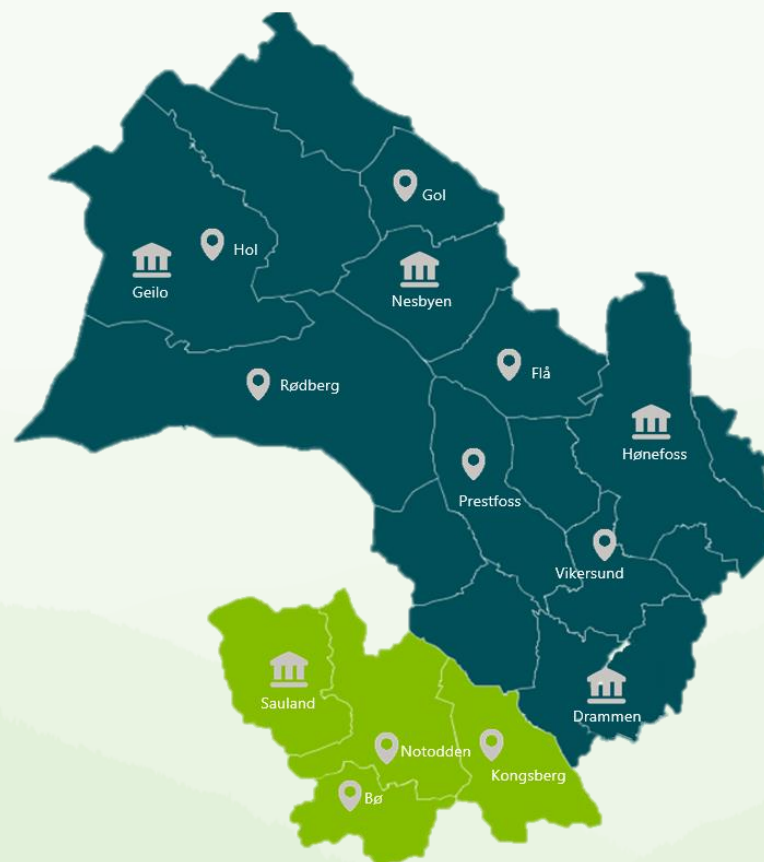 Gol
Hol
Geilo
Nesbyen
Flå
Rødberg
Hønefoss
Prestfoss
Vikersund
Sauland
Drammen
Notodden
Kongsberg
Bø